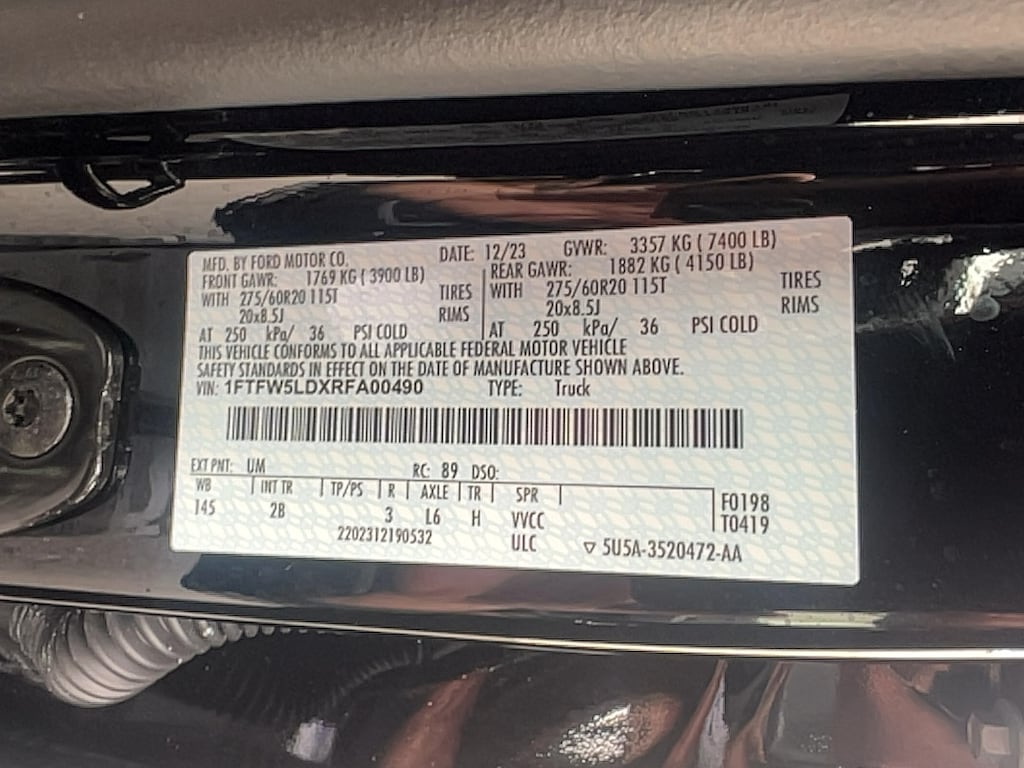 MFD. BY FORD MOTOR CO. DATE: 12/23 GVWR: 3357 KG ( 7400 LB)
FRONT GAWR: 1769 KG ( 3900 LB) REAR GAWR: 1882 KG ( 4150 LB)
WITH 275/60R20 115T TIRES WITH 275/60R20 115T TIRES
20x8.5J RIMS 20x8.5J RIMS
AT 250 kPa/ 36 PSI COLD AT 250 kPa/ 36 PSI COLD
THIS VEHICLE CONFORMS TO ALL APPLICABLE FEDERAL MOTOR VEHICLE
SAFETY STANDARDS IN EFFECT ON THE DATE OF MANUFACTURE SHOWN ABOVE.
VIN: 1FTFW5LDXRFA00490 TYPE: Truck
EXT PNT: UM RC: 89 DSO:
WB INT TR TP/PS R AXLE TR SPR F0198
145 2B 3 L6 H VVCC T0419
2202312190532 ULC ▽ 5U5A-3520472-AA